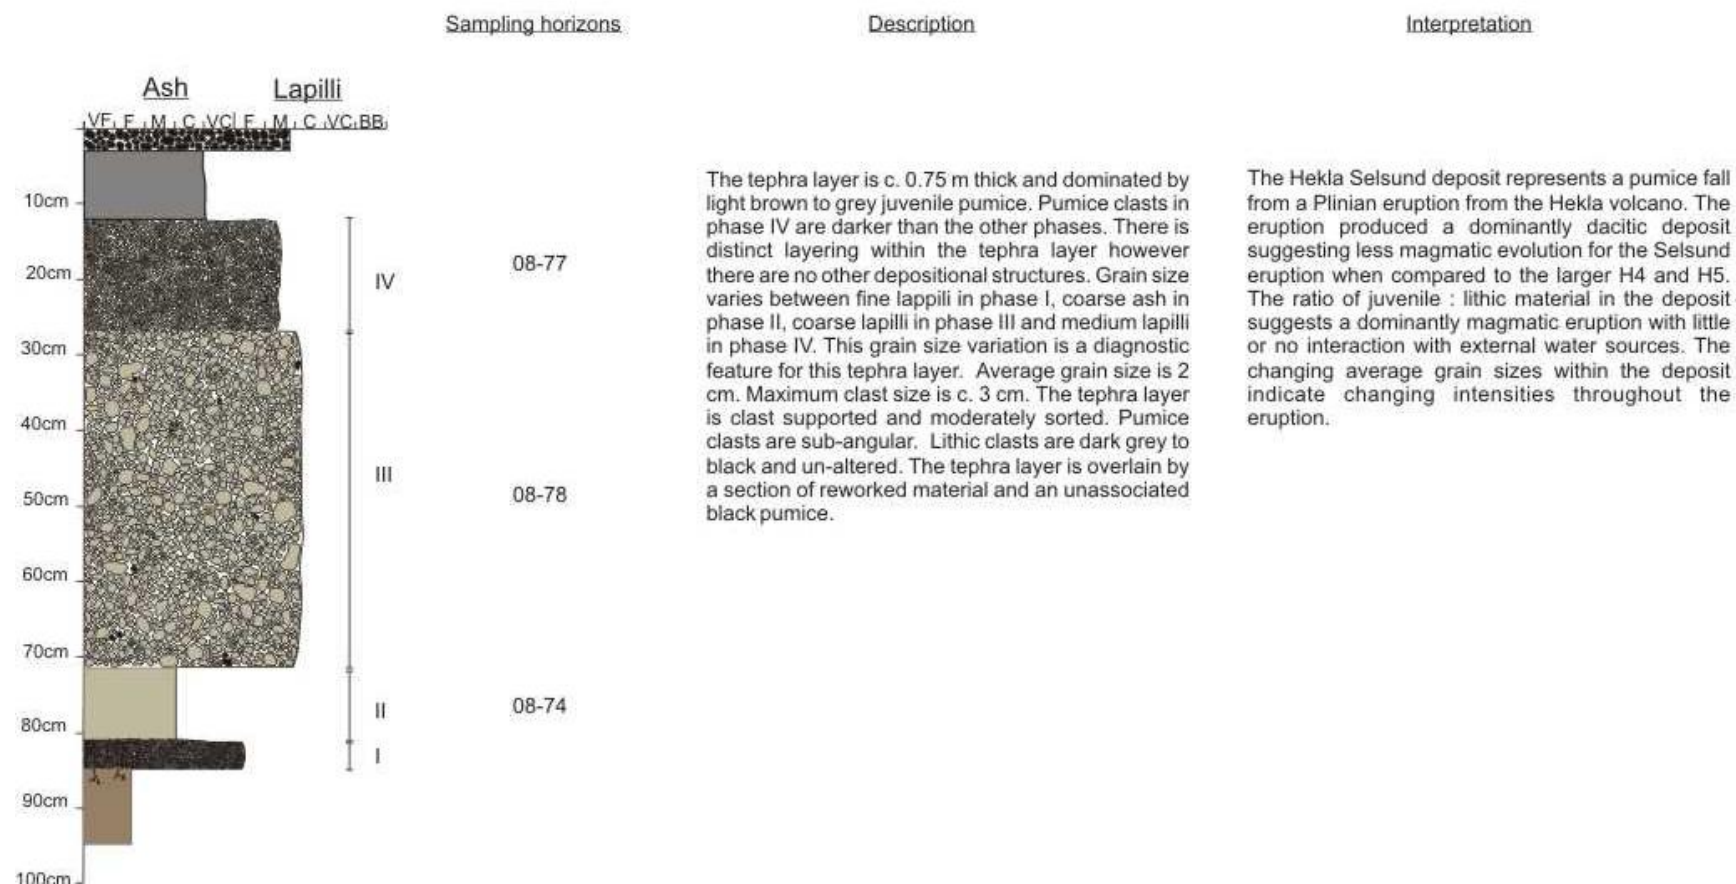 Sampling horizons
Description
Interpretation
Ash
Lapilli
VF F M C VC F M C VC BB
10cm
20cm
30cm
40cm
50cm
60cm
70cm
80cm
90cm
100cm
IV
III
II
I
08-77
08-78
08-74
The tephra layer is c. 0.75 m thick and dominated by
light brown to grey juvenile pumice. Pumice clasts in
phase IV are darker than the other phases. There is
distinct layering within the tephra layer however
there are no other depositional structures. Grain size
varies between fine lappili in phase I, coarse ash in
phase II, coarse lapilli in phase III and medium lapilli
in phase IV. This grain size variation is a diagnostic
feature for this tephra layer. Average grain size is 2
cm. Maximum clast size is c. 3 cm. The tephra layer
is clast supported and moderately sorted. Pumice
clasts are sub-angular. Lithic clasts are dark grey to
black and un-altered. The tephra layer is overlain by
a section of reworked material and an unassociated
black pumice.
The Hekla Selsund deposit represents a pumice fall
from a Plinian eruption from the Hekla volcano. The
eruption produced a dominantly dacitic deposit
suggesting less magmatic evolution for the Selsund
eruption when compared to the larger H4 and H5.
The ratio of juvenile : lithic material in the deposit
suggests a dominantly magmatic eruption with little
or no interaction with external water sources. The
changing average grain sizes within the deposit
indicate changing intensities throughout the
eruption.